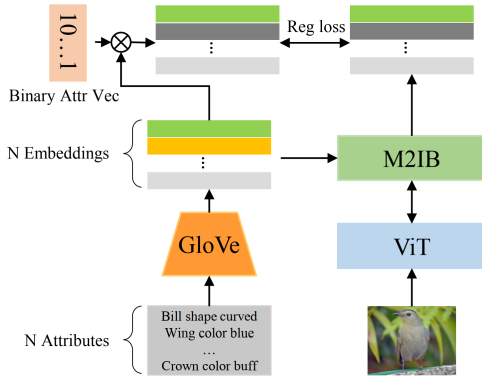 10...1
Reg loss
...
...
Binary Attr Vec
N Embeddings
...
M2IB
GloVe
ViT
N Attributes
Bill shape curved
Wing color blue
...
Crown color buff